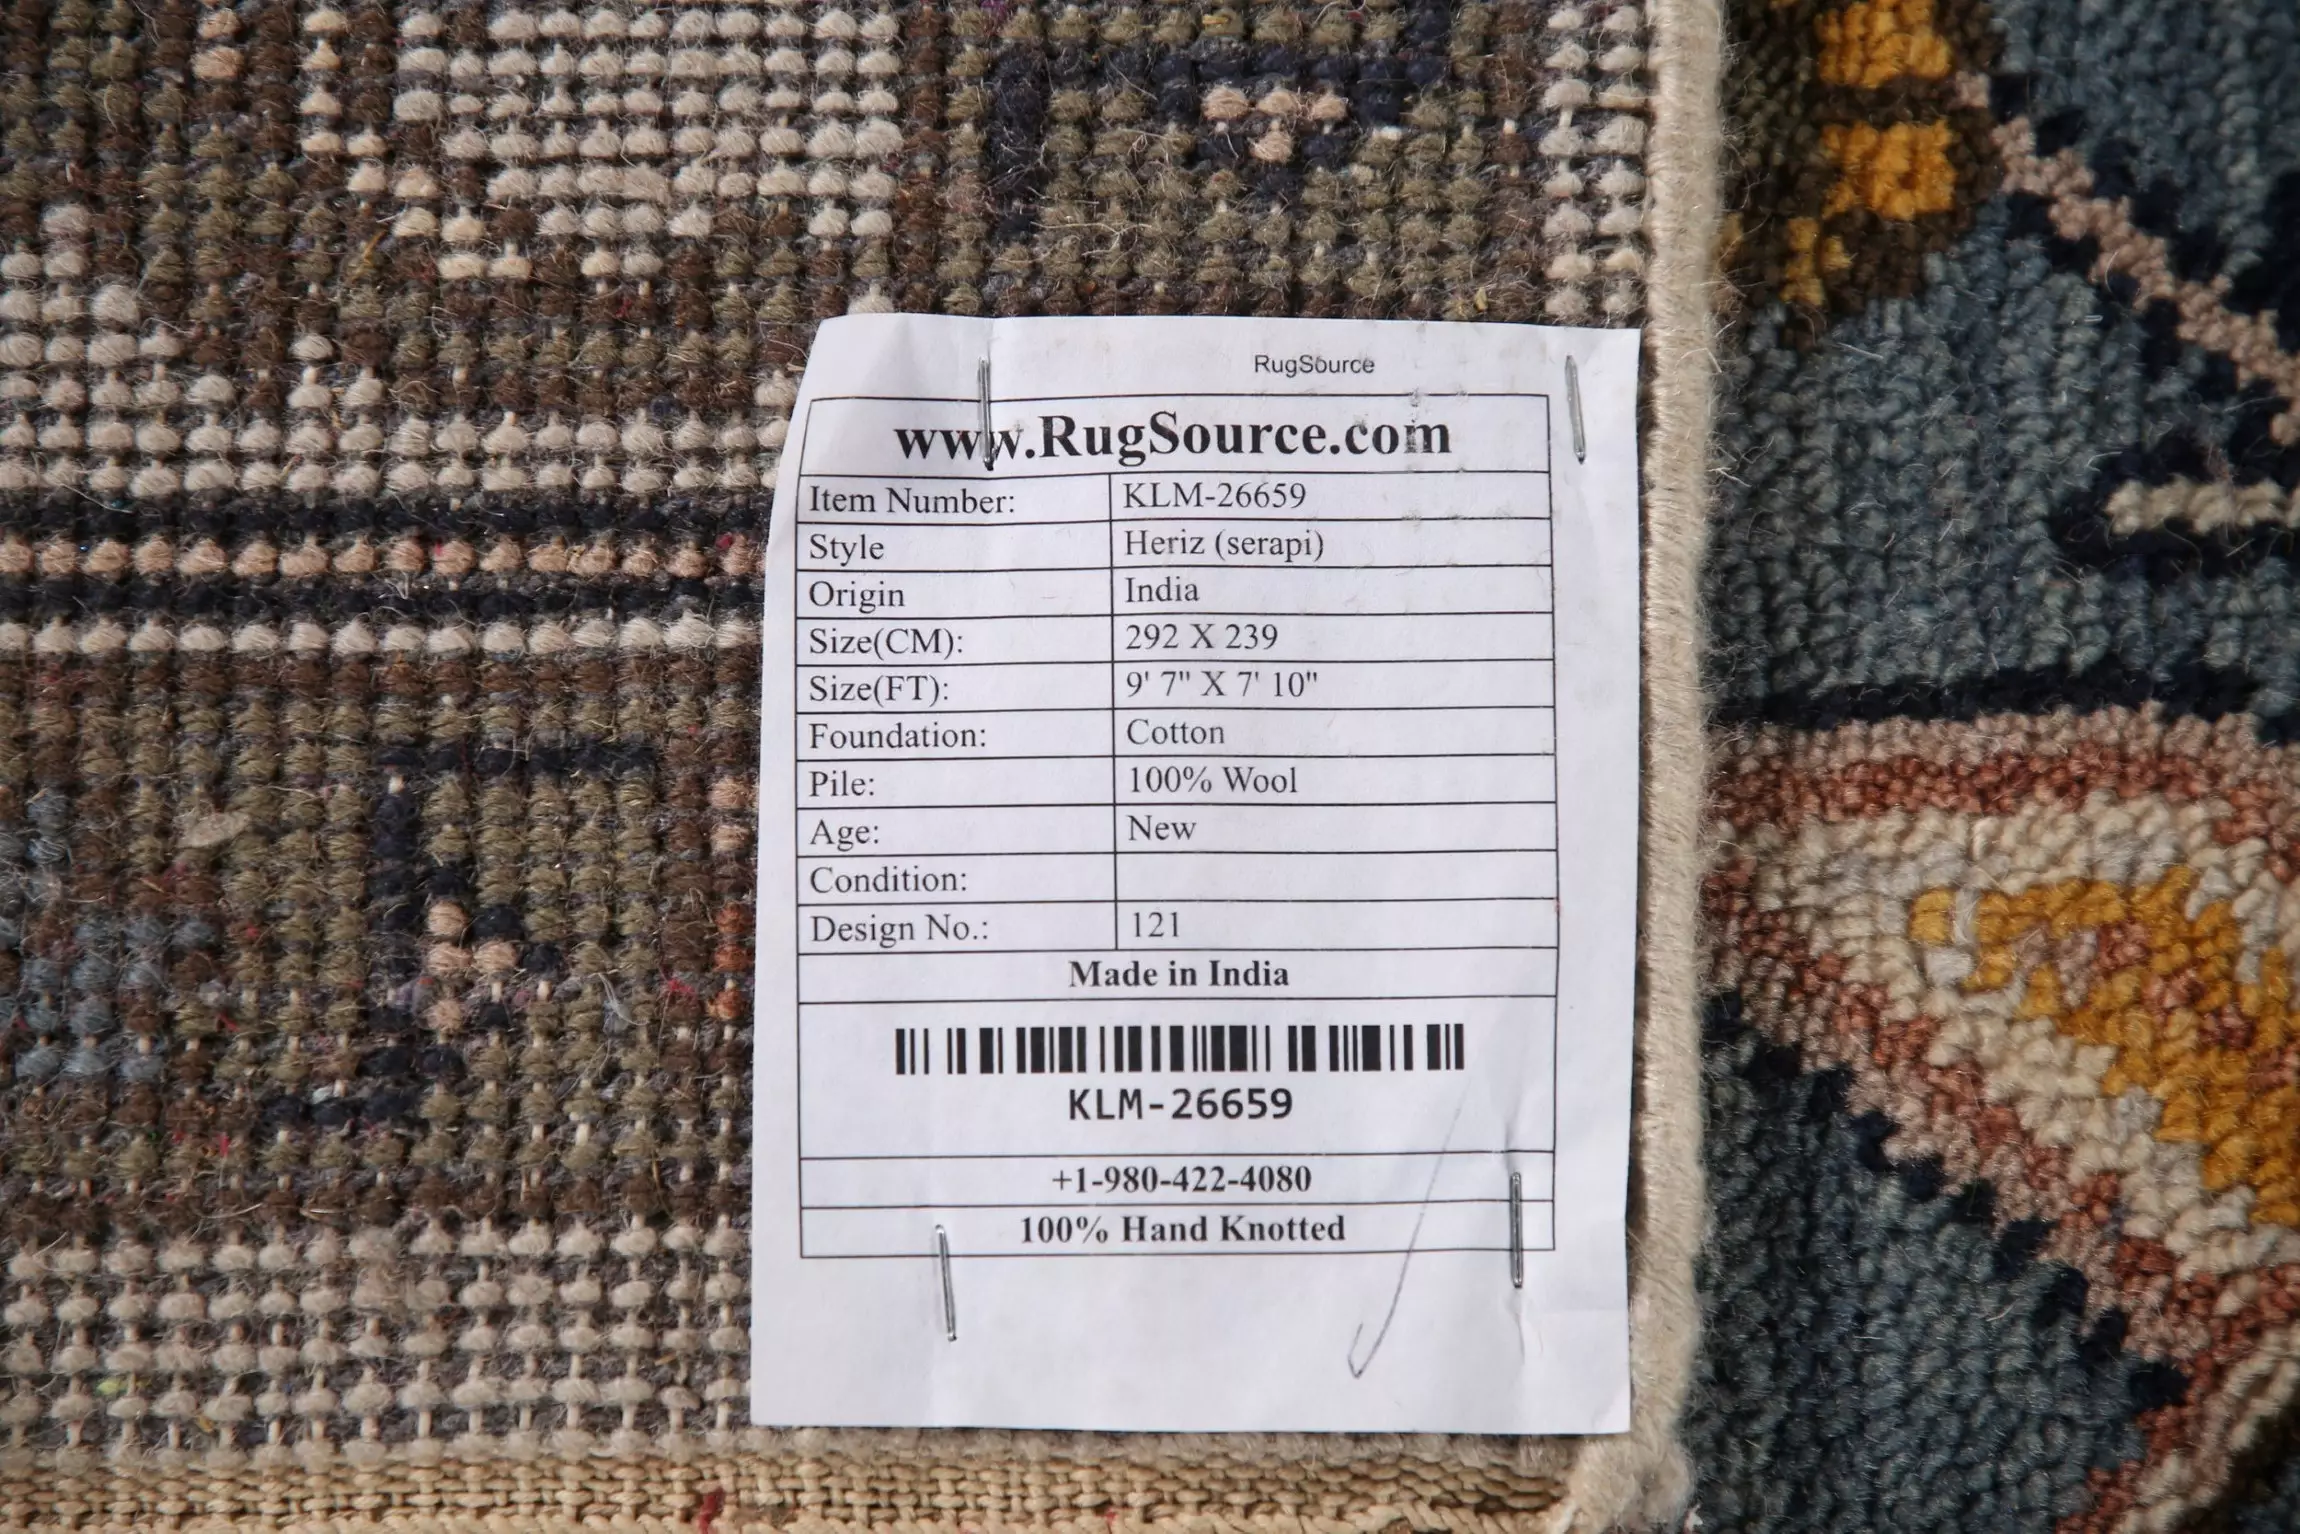 RugSource
www.RugSource.com
Item Number: KLM-26659
Style Heriz (serapi)
Origin India
Size(CM): 292 X 239
Size(FT): 9' 7" X 7' 10"
Foundation: Cotton
Pile: 100% Wool
Age: New
Condition:
Design No.: 121
Made in India
KLM-26659
+1-980-422-4080
100% Hand Knotted